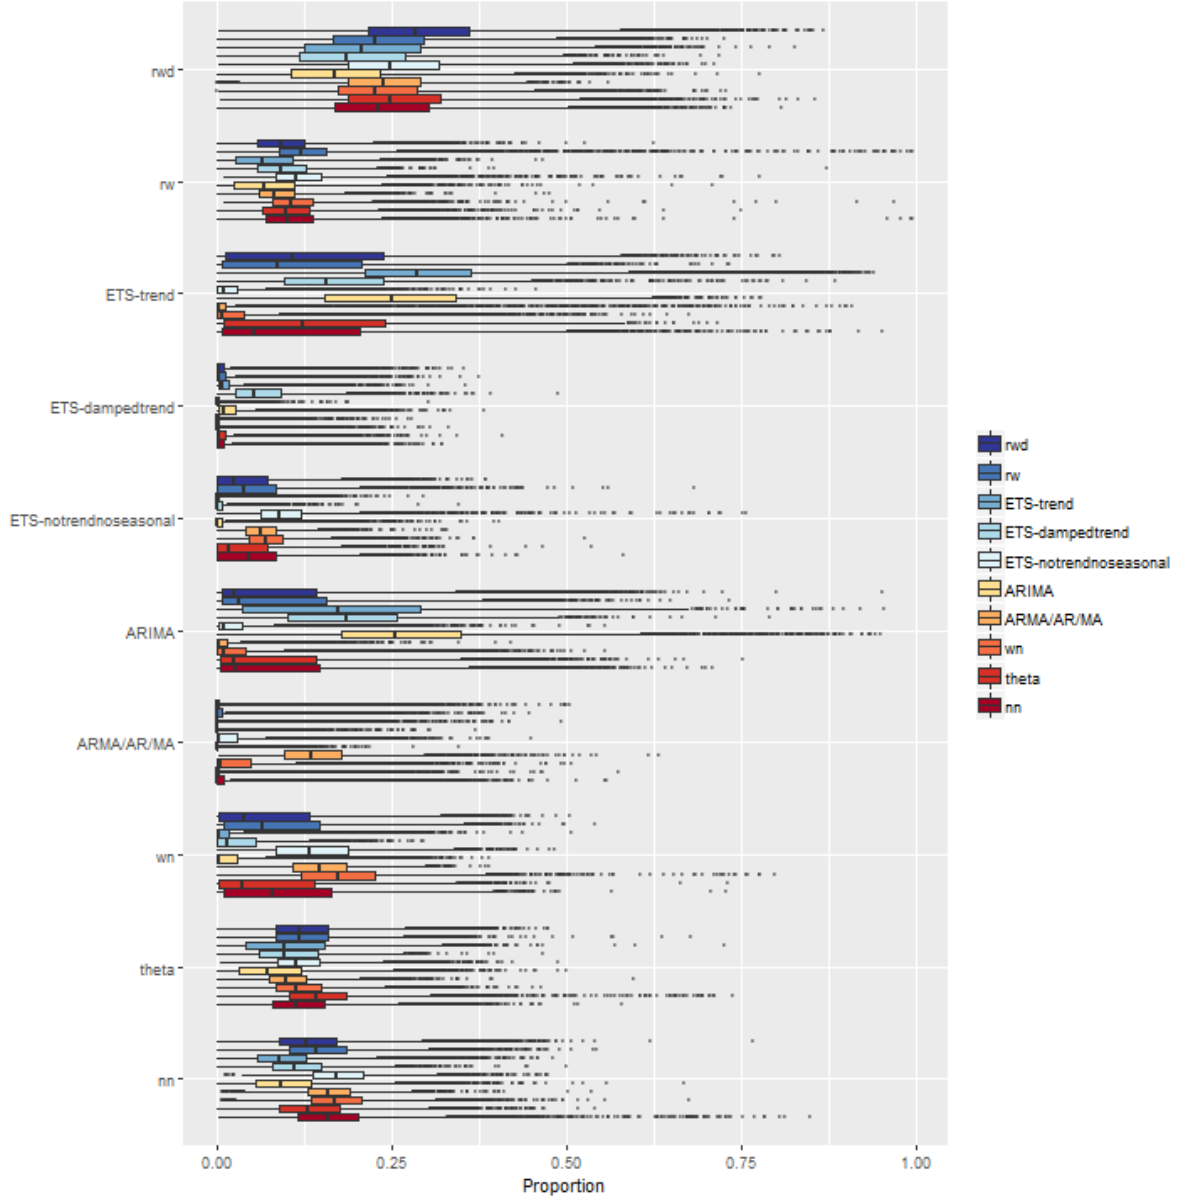 rwd
rw
ETS-trend
ETS-dampedtrend
ETS-notrendnoseasonal
ARIMA
ARMA/AR/MA
wn
theta
nn
0.00 0.25 0.50 0.75 1.00
Proportion
rwd
rw
ETS-trend
ETS-dampedtrend
ETS-notrendnoseasonal
ARIMA
ARMA/AR/MA
wn
theta
nn